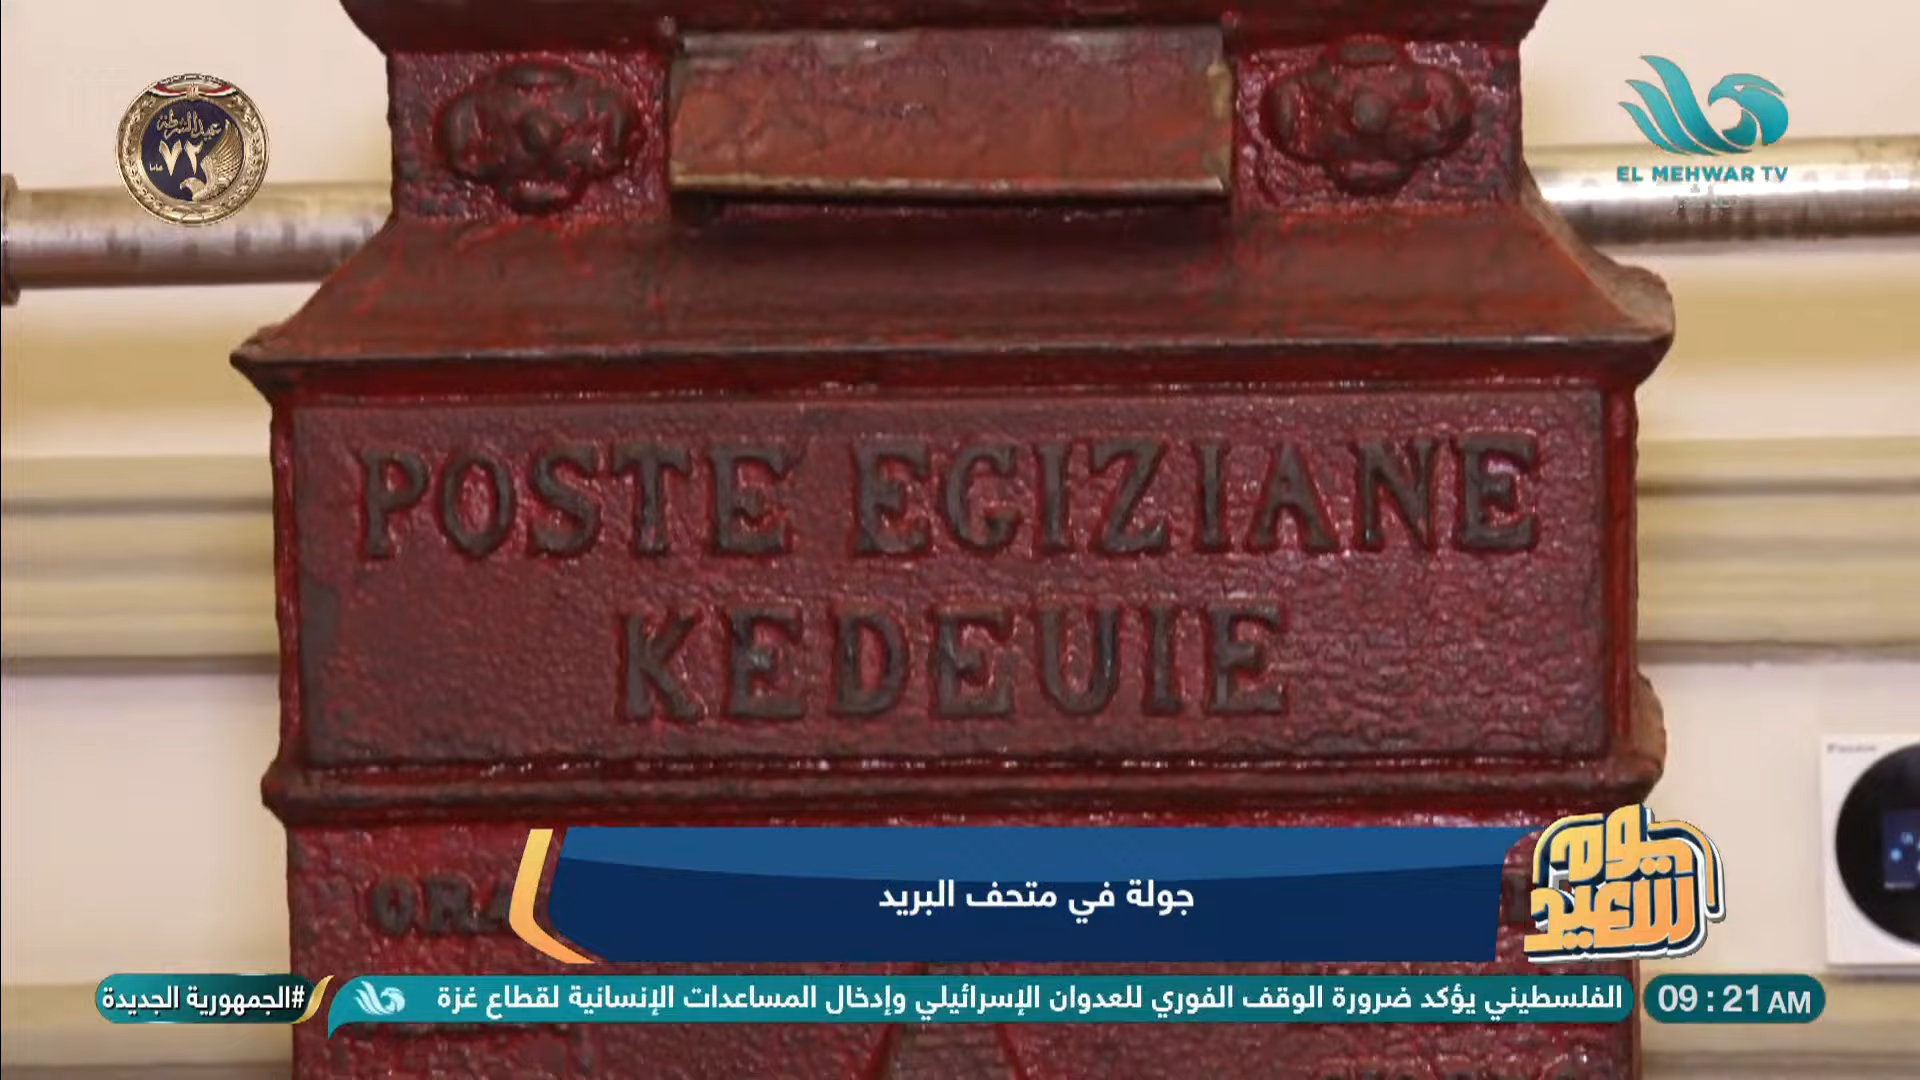 عيد الشرطة
٧٢
عاما
EL MEHWAR TV
POSTE EGIZIANE
KEDEUIE
جولة في متحف البريد
يوم
سعيد
#الجمهورية الجديدة
الفلسطيني يؤكد ضرورة الوقف الفوري للعدوان الإسرائيلي وإدخال المساعدات الإنسانية لقطاع غزة
09 : 21 AM